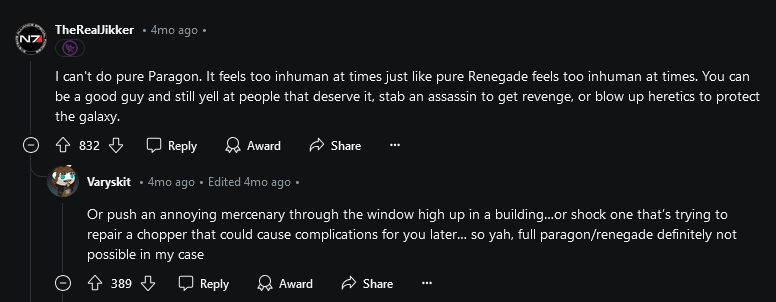 N7
TheRealJikker • 4mo ago •
I can't do pure Paragon. It feels too inhuman at times just like pure Renegade feels too inhuman at times. You can
be a good guy and still yell at people that deserve it, stab an assassin to get revenge, or blow up heretics to protect
the galaxy.
832 Reply Award Share ...
Varyskit • 4mo ago • Edited 4mo ago •
Or push an annoying mercenary through the window high up in a building...or shock one that's trying to
repair a chopper that could cause complications for you later... so yah, full paragon/renegade definitely not
possible in my case
389 Reply Award Share ...